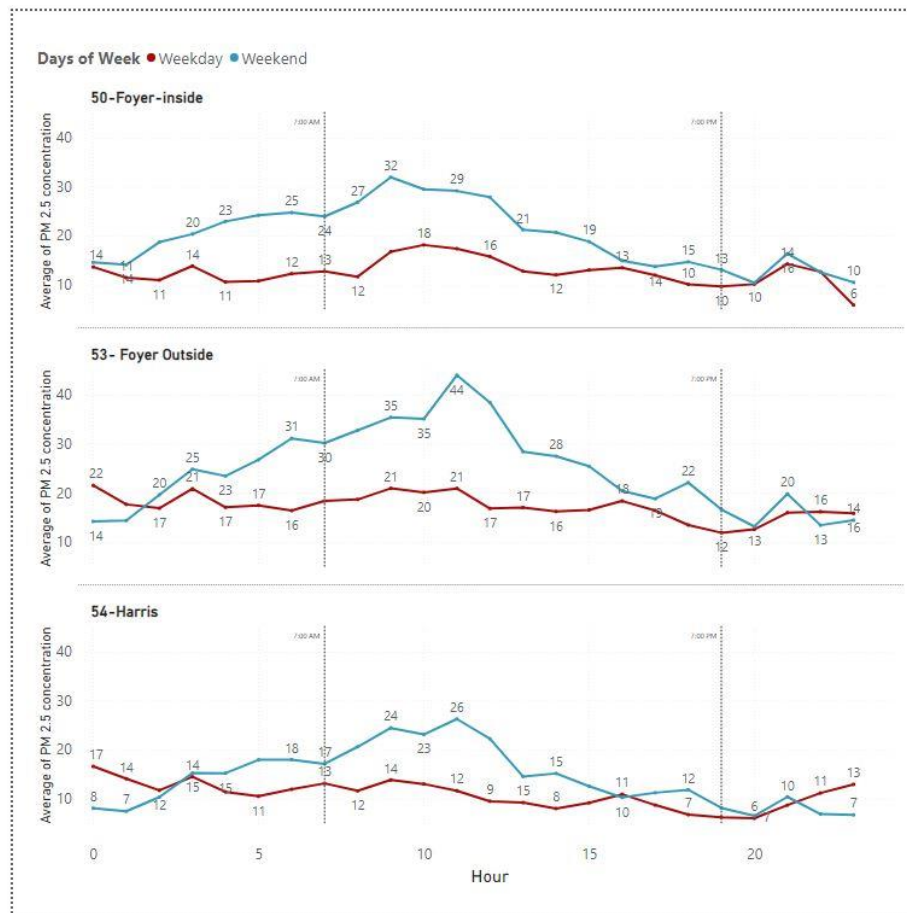 Days of Week Weekday Weekend
50-Foyer-inside
Average of PM 2.5 concentration
40
30
20
10
7:00 AM
7:00 PM
14 11 14 11 20 14 23 11 25 12 24 13 27 12 32 18 29 16 21 12 19 13 14 15 10 13 10 10 14 16 10 6
53- Foyer Outside
Average of PM 2.5 concentration
40
30
20
10
7:00 AM
7:00 PM
22 14 20 17 25 21 23 17 17 31 16 30 35 21 35 20 44 21 17 17 28 16 18 19 22 12 13 20 16 13 14 16
54-Harris
Average of PM 2.5 concentration
40
30
20
10
7:00 AM
7:00 PM
17 8 14 7 12 14 15 15 11 18 17 13 12 24 14 23 26 12 9 15 15 8 11 10 12 7 6 7 10 11 13 7
0 5 10 15 20
Hour